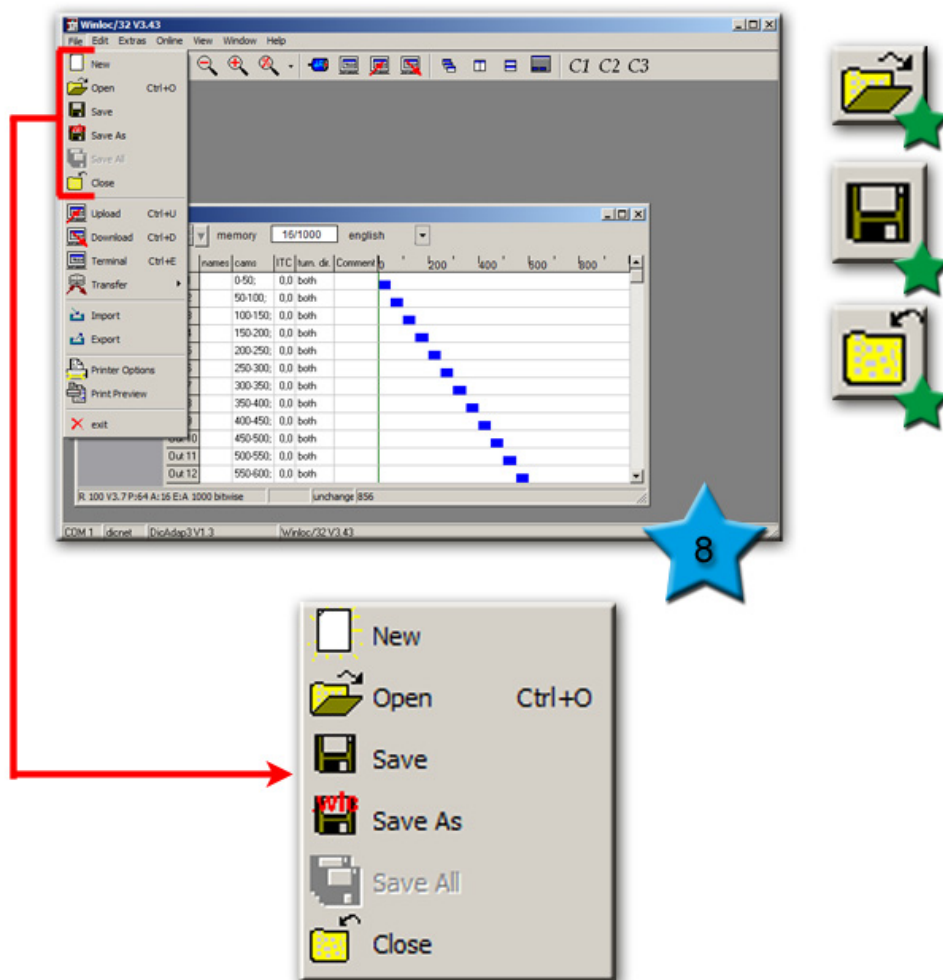 Winloc/32 V3.43
File Edit Extras Online View Window Help
New
Open Ctrl+O
Save
Save As
Save All
Close
C1 C2 C3
Upload Ctrl+U
Download Ctrl+D
Terminal Ctrl+E
Transfer
Import
Export
Printer Options
Print Preview
exit
memory 16/1000 english
names cams ITC turn. dir. Comment 0 200 400 600 800
0-50; 0,0 both
50-100; 0,0 both
100-150; 0,0 both
150-200; 0,0 both
200-250; 0,0 both
250-300; 0,0 both
300-350; 0,0 both
350-400; 0,0 both
400-450; 0,0 both
Out 10 450-500; 0,0 both
Out 11 500-550; 0,0 both
Out 12 550-600; 0,0 both
R 100 V3.7 P:64 A:16 E:A 1000 bitwise unchange 856
COM 1 dicnet DicAdap3 V1.3 Winloc/32 V3.43
8
New
Open Ctrl+O
Save
.wlc
Save As
Save All
Close